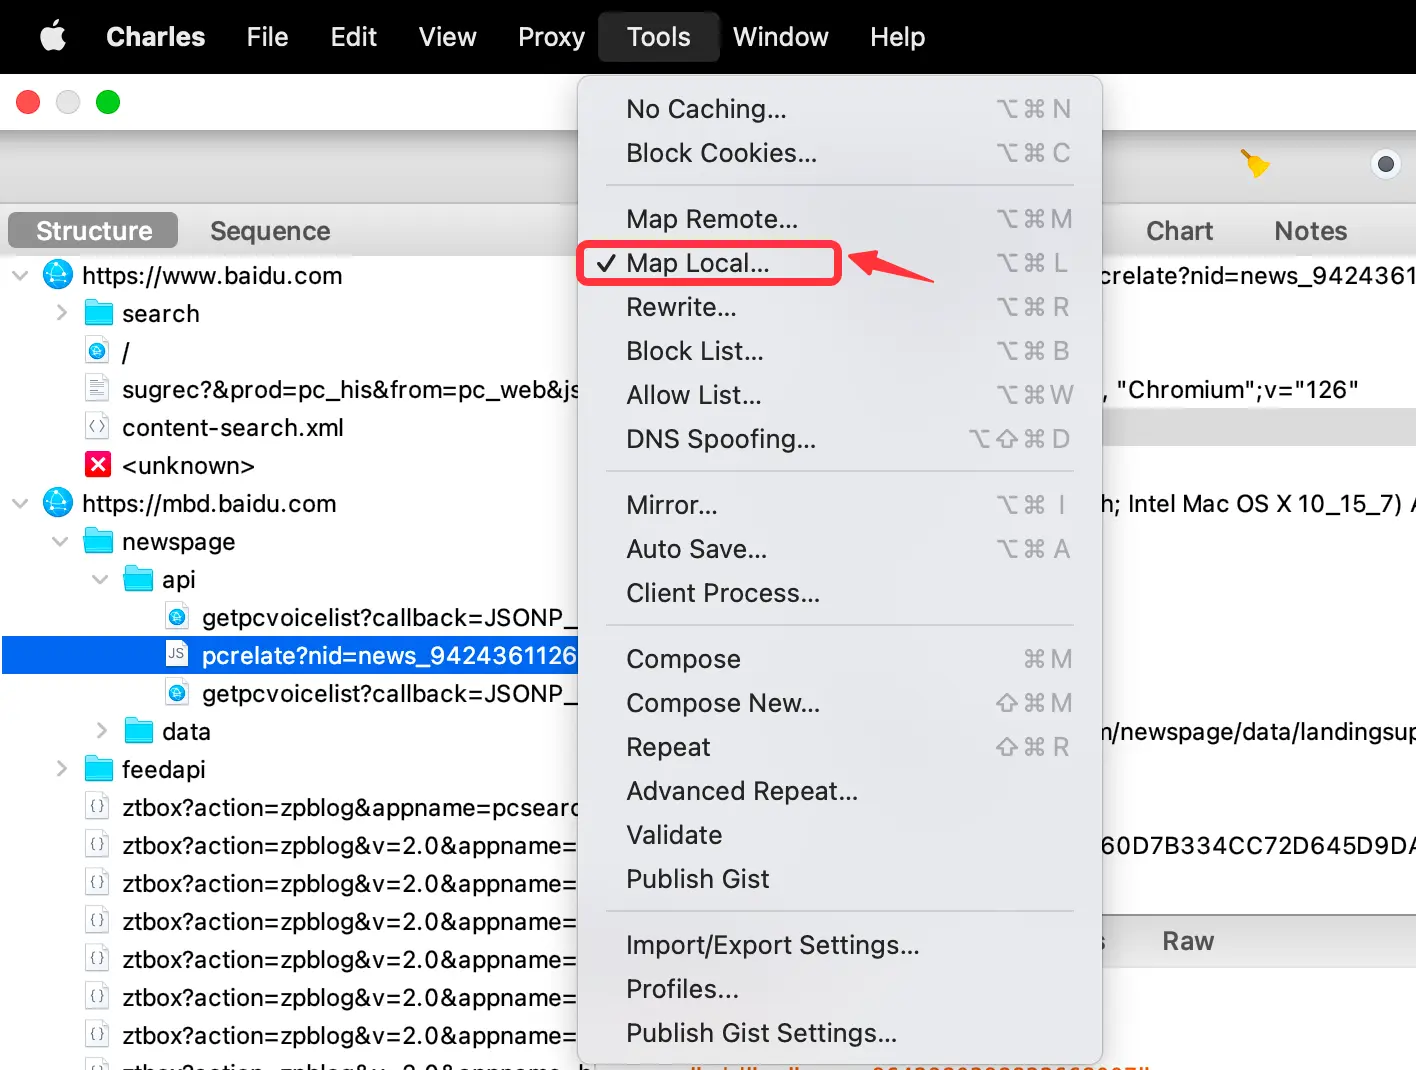 Charles File Edit View Proxy Tools Window Help
No Caching... ⌥⌘N
Block Cookies... ⌥⌘C
Map Remote... ⌥⌘M
✓ Map Local... ⌥⌘L
Rewrite... ⌥⌘R
Block List... ⌥⌘B
Allow List... ⌥⌘W
DNS Spoofing... ⌥⇧⌘D
Mirror... ⌥⌘I
Auto Save... ⌥⌘A
Client Process...
Compose ⌘M
Compose New... ⇧⌘M
Repeat ⇧⌘R
Advanced Repeat...
Validate
Publish Gist
Import/Export Settings...
Profiles...
Publish Gist Settings...
Structure Sequence
https://www.baidu.com
search
/
sugrec?&prod=pc_his&from=pc_web&js
content-search.xml
<unknown>
https://mbd.baidu.com
newspage
api
getpcvoicelist?callback=JSONP_
JS pcrelate?nid=news_9424361126
getpcvoicelist?callback=JSONP_
data
feedapi
{} ztbox?action=zpblog&appname=pcsearc
{} ztbox?action=zpblog&v=2.0&appname=
{} ztbox?action=zpblog&v=2.0&appname=
{} ztbox?action=zpblog&v=2.0&appname=
{} ztbox?action=zpblog&v=2.0&appname=
{} ztbox?action=zpblog&v=2.0&appname=
{} ztbox?action=zpblog&v=2.0&appname=
Chart Notes
crelate?nid=news_9424361
, "Chromium";v="126"
h; Intel Mac OS X 10_15_7) A
m/newspage/data/landingsup
60D7B334CC72D645D9DA
Raw